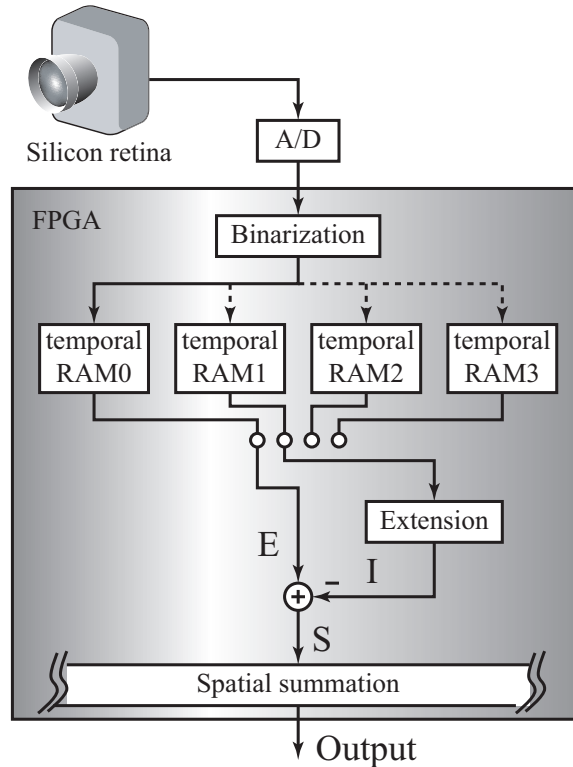 Silicon retina
A/D
FPGA
Binarization
temporal
RAM0
temporal
RAM1
temporal
RAM2
temporal
RAM3
Extension
E
I
-
+
S
Spatial summation
Output